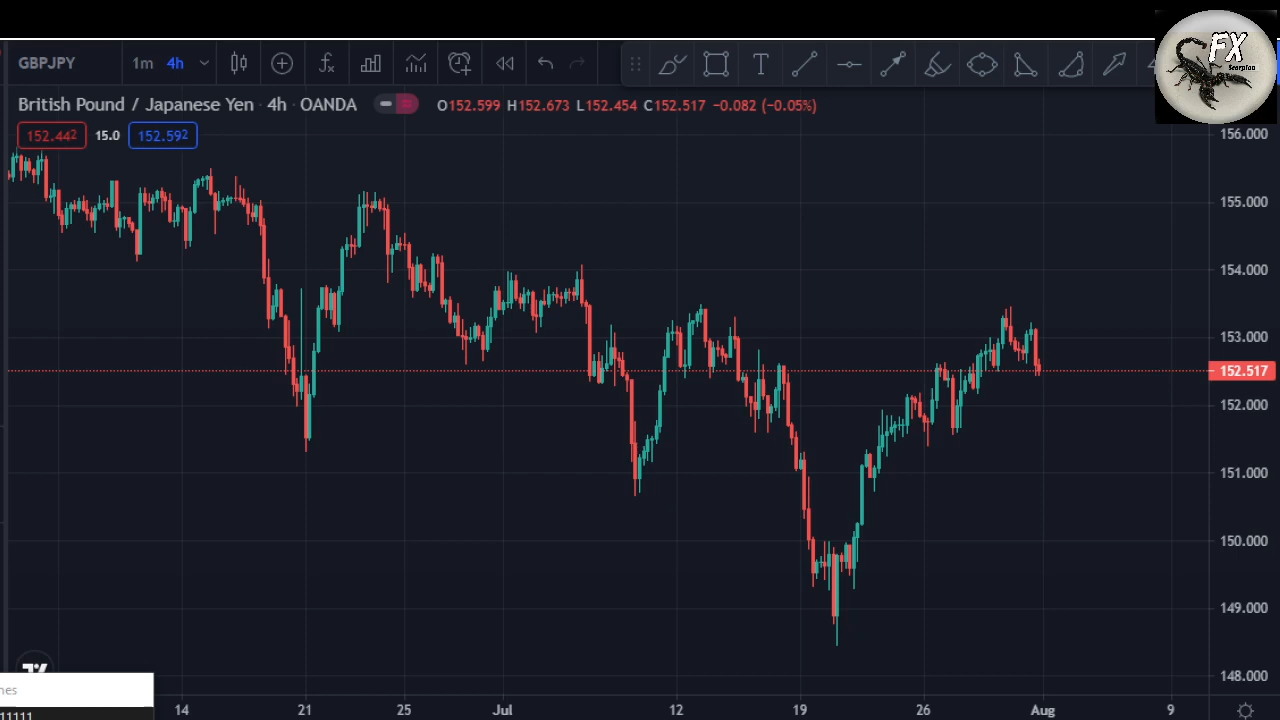 GBPJPY 1m 4h
FX
Scorpion
British Pound / Japanese Yen · 4h · OANDA O152.599 H152.673 L152.454 C152.517 −0.082 (−0.05%)
152.442 15.0 152.592
156.000
155.000
154.000
153.000
152.517
152.000
151.000
150.000
149.000
148.000
nes
11111
14 21 25 Jul 12 19 26 Aug 9